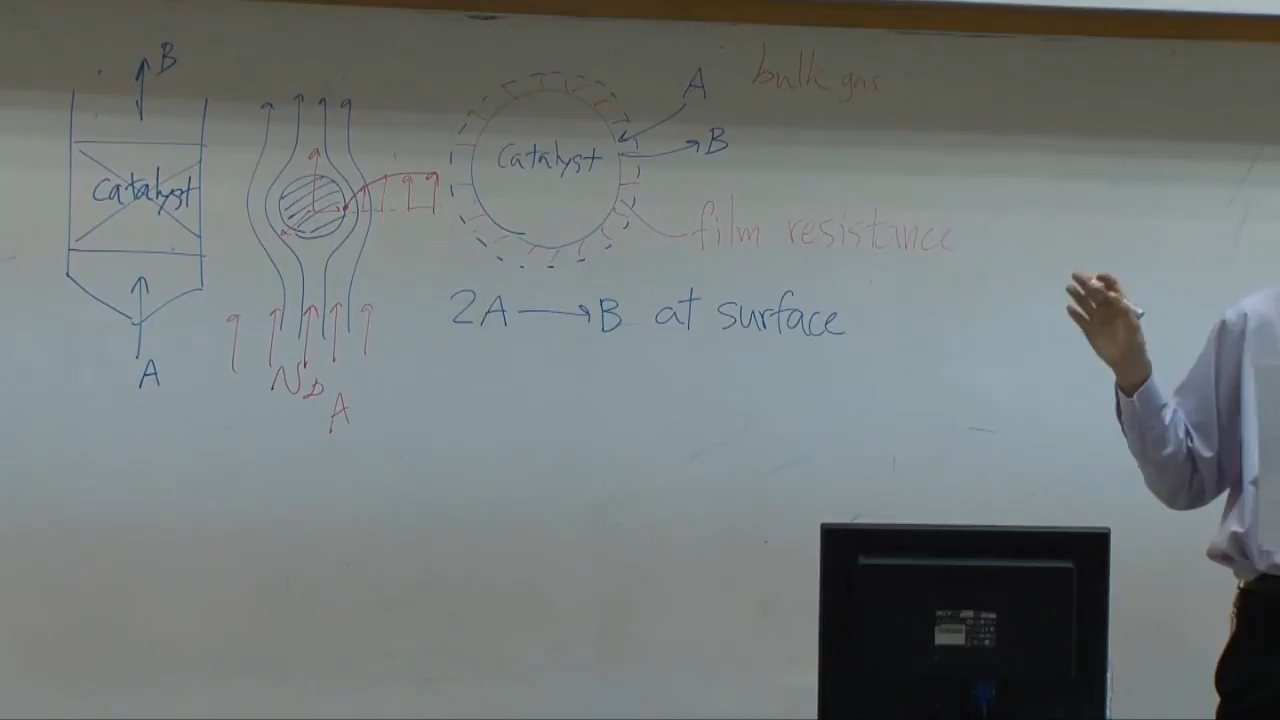 B
Catalyst
A
A
Catalyst
A
B
bulk gas
film resistance
2A → B at surface